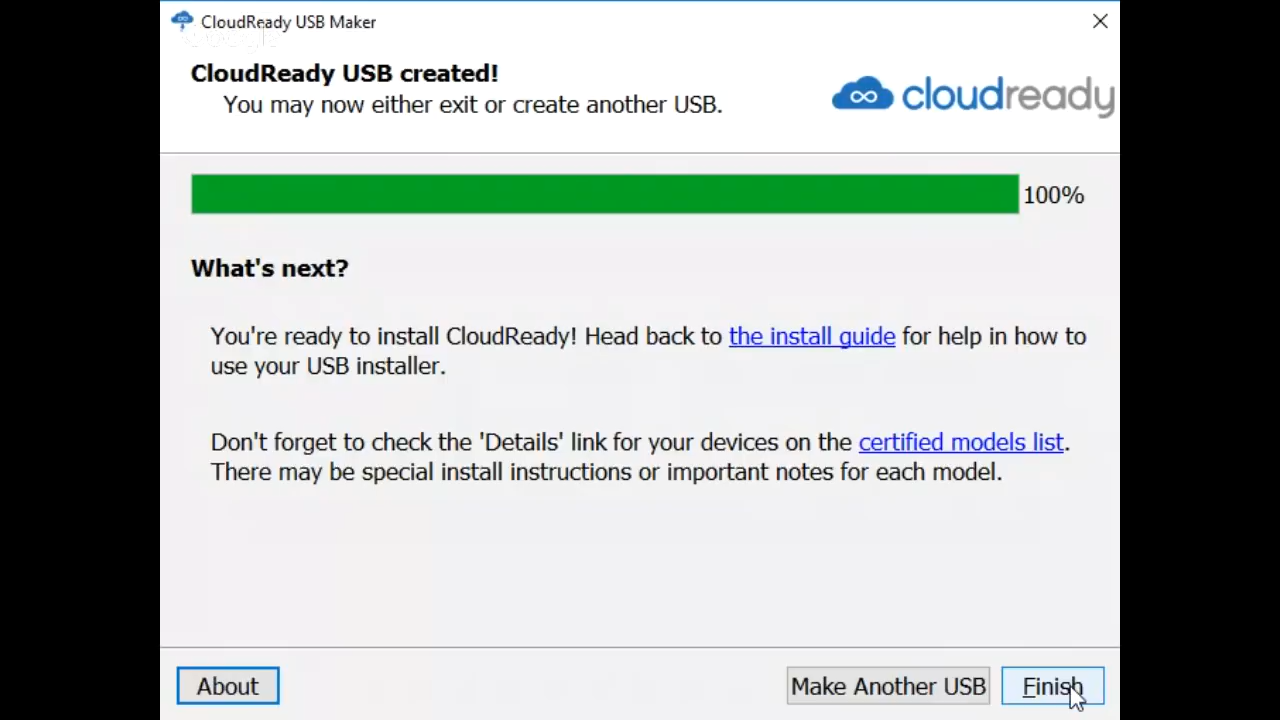 CloudReady USB Maker
CloudReady USB created!
You may now either exit or create another USB.
cloudready
100%
What's next?
You're ready to install CloudReady! Head back to the install guide for help in how to
use your USB installer.
Don't forget to check the 'Details' link for your devices on the certified models list.
There may be special install instructions or important notes for each model.
About
Make Another USB
Finish